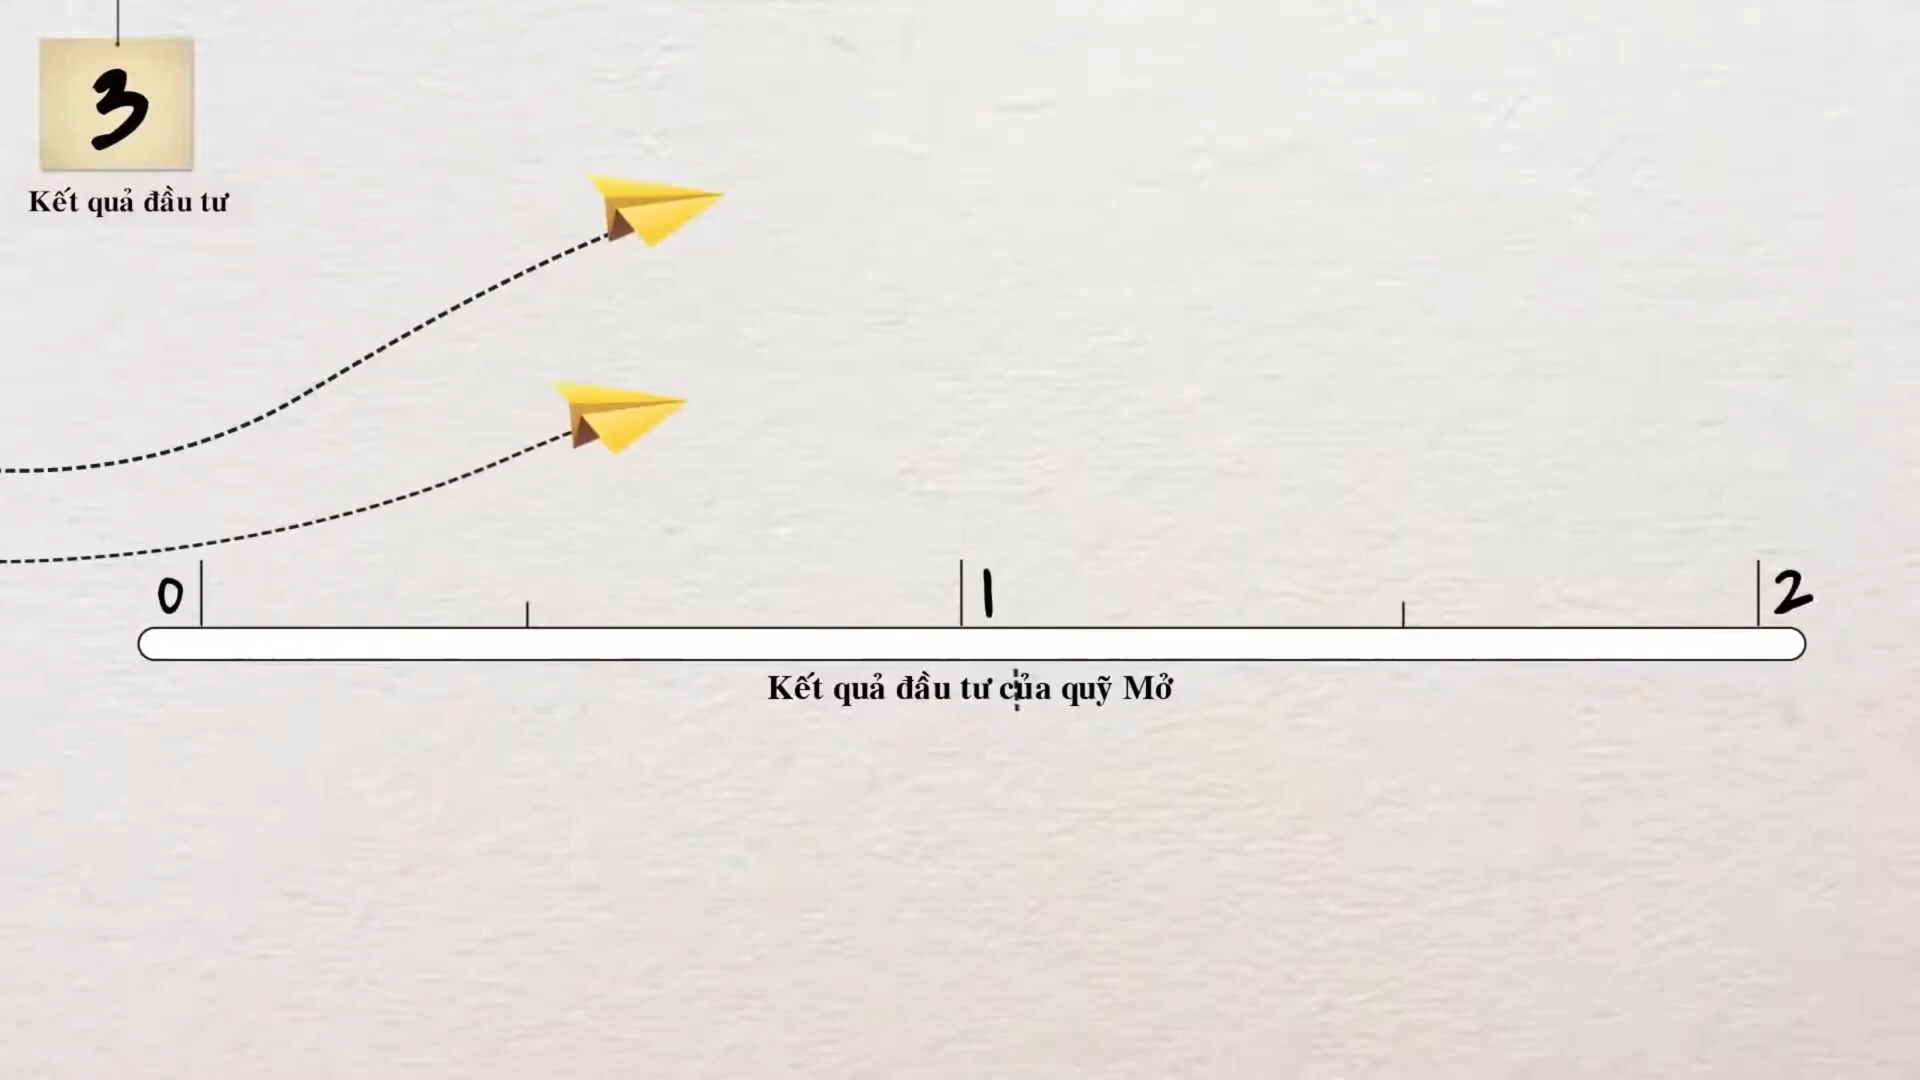 3
Kết quả đầu tư
0 1 2
Kết quả đầu tư của quỹ Mở